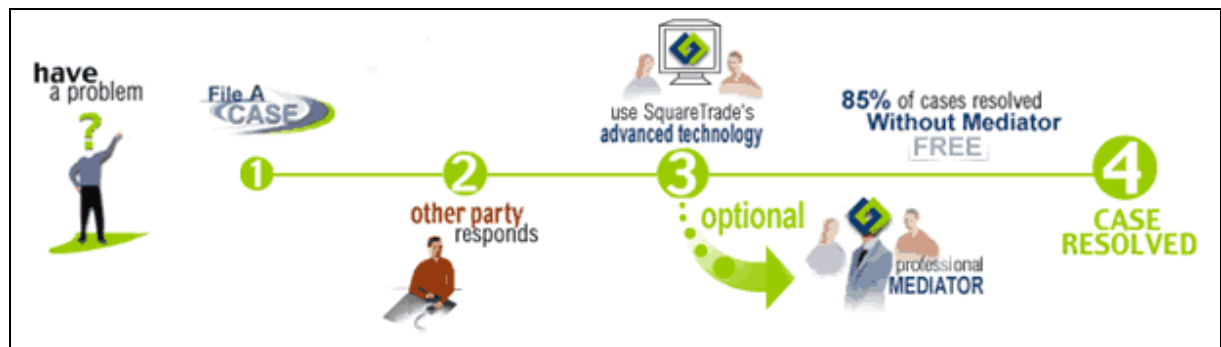 have
a problem
?
File A
CASE
1
2
other party
responds
use SquareTrade's
advanced technology
3
optional
professional
MEDIATOR
85% of cases resolved
Without Mediator
FREE
4
CASE
RESOLVED